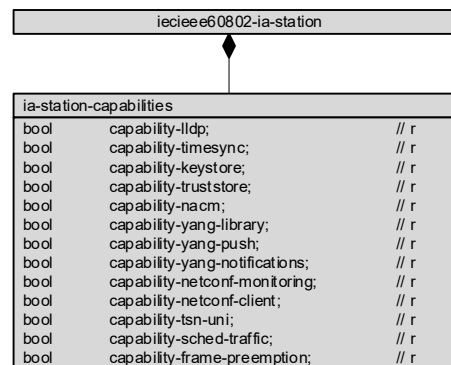 iecieee60802-ia-station
ia-station-capabilities
bool capability-lldp; // r
bool capability-timesync; // r
bool capability-keystore; // r
bool capability-truststore; // r
bool capability-nacm; // r
bool capability-yang-library; // r
bool capability-yang-push; // r
bool capability-yang-notifications; // r
bool capability-netconf-monitoring; // r
bool capability-netconf-client; // r
bool capability-tsn-uni; // r
bool capability-sched-traffic; // r
bool capability-frame-preemption; // r